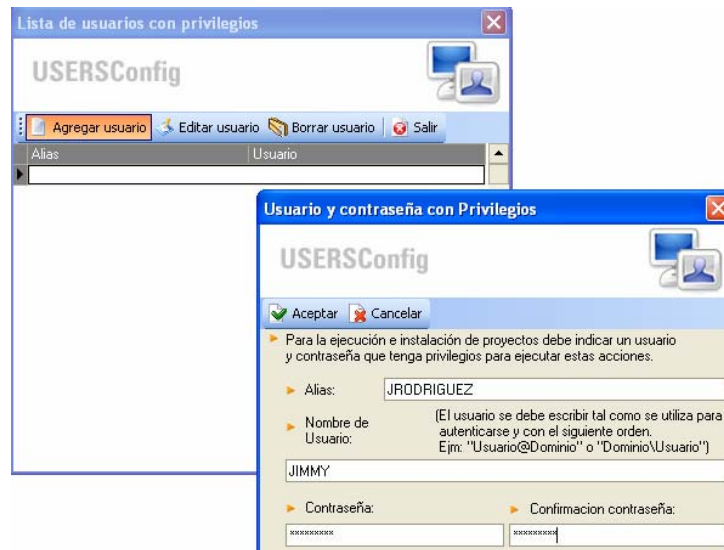 Lista de usuarios con privilegios
USERSConfig
Agregar usuario Editar usuario Borrar usuario Salir
Alias Usuario
Usuario y contraseña con Privilegios
USERSConfig
Aceptar Cancelar
Para la ejecución e instalación de proyectos debe indicar un usuario
y contraseña que tenga privilegios para ejecutar estas acciones.
Alias: JRODRIGUEZ
Nombre de Usuario:
(El usuario se debe escribir tal como se utiliza para
autenticarse y con el siguiente orden.
Ejm: "Usuario@Dominio" o "Dominio\Usuario")
JIMMY
Contraseña: Confirmacion contraseña:
********* *********